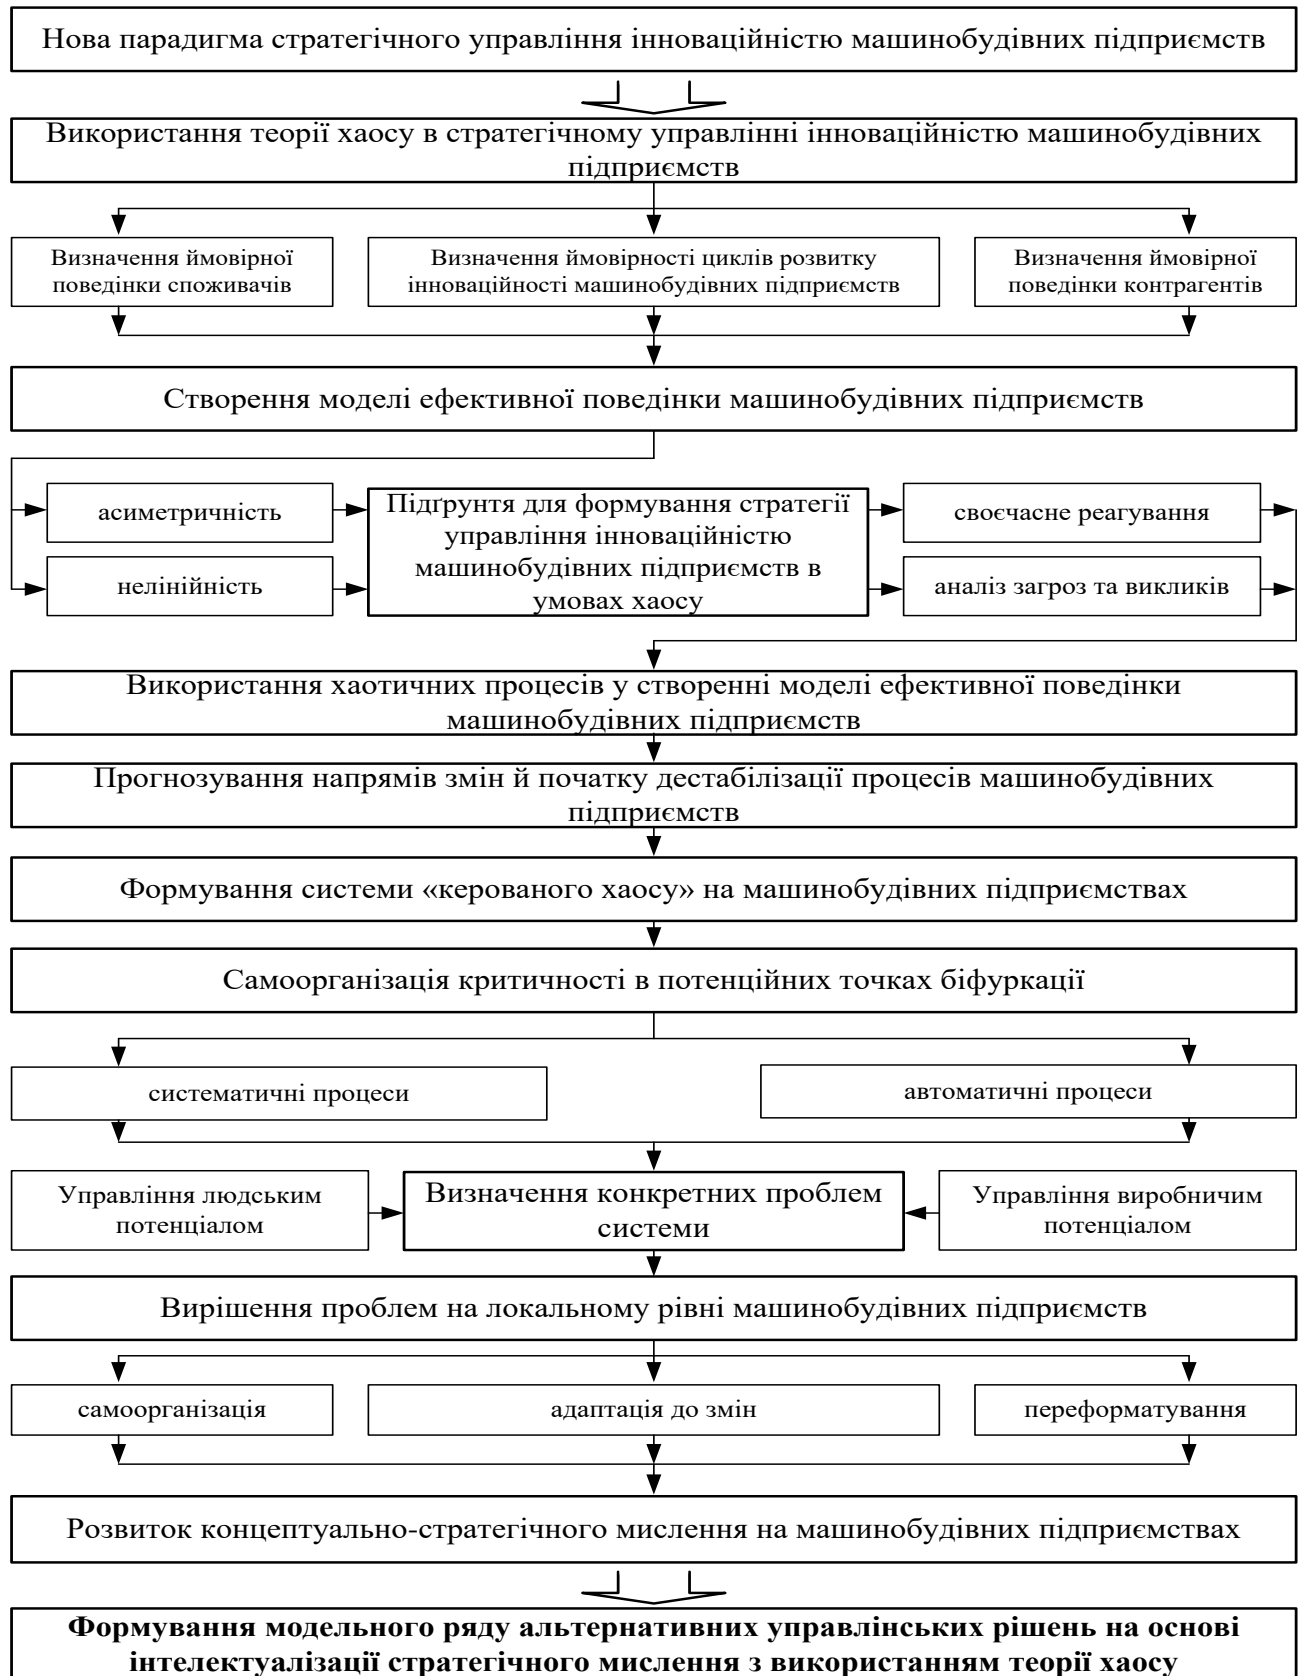 Нова парадигма стратегічного управління інноваційністю машинобудівних підприємств
Використання теорії хаосу в стратегічному управлінні інноваційністю машинобудівних
підприємств
Визначення ймовірної
поведінки споживачів
Визначення ймовірності циклів розвитку
інноваційності машинобудівних підприємств
Визначення ймовірної
поведінки контрагентів
Створення моделі ефективної поведінки машинобудівних підприємств
асиметричність
нелінійність
Підґрунтя для формування стратегії
управління інноваційністю
машинобудівних підприємств в
умовах хаосу
своєчасне реагування
аналіз загроз та викликів
Використання хаотичних процесів у створенні моделі ефективної поведінки
машинобудівних підприємств
Прогнозування напрямів змін й початку дестабілізації процесів машинобудівних
підприємств
Формування системи «керованого хаосу» на машинобудівних підприємствах
Самоорганізація критичності в потенційних точках біфуркації
систематичні процеси
автоматичні процеси
Управління людським
потенціалом
Визначення конкретних проблем
системи
Управління виробничим
потенціалом
Вирішення проблем на локальному рівні машинобудівних підприємств
самоорганізація
адаптація до змін
переформатування
Розвиток концептуально-стратегічного мислення на машинобудівних підприємствах
Формування модельного ряду альтернативних управлінських рішень на основі
інтелектуалізації стратегічного мислення з використанням теорії хаосу